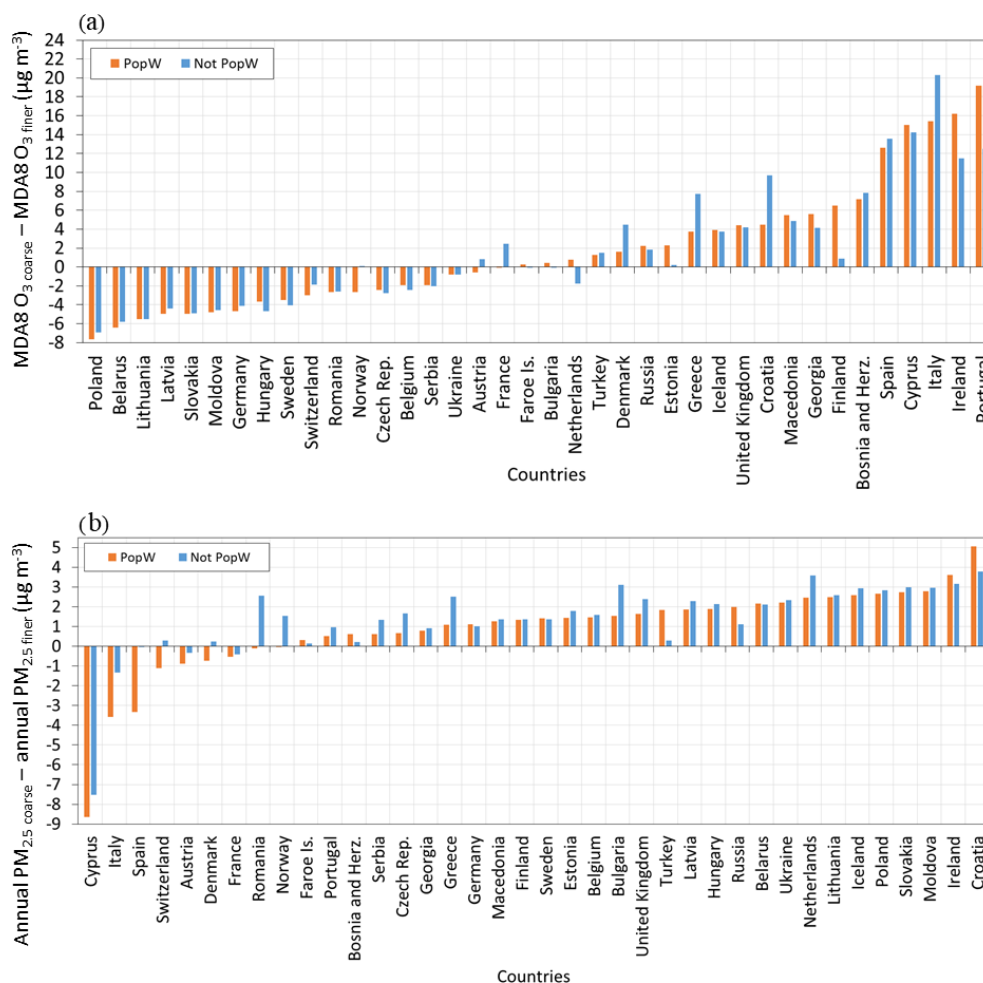 (a)
MDA8 O3 coarse – MDA8 O3 finer (µg m-3)
24
22
20
18
16
14
12
10
8
6
4
2
0
-2
-4
-6
-8
PopW Not PopW
Poland
Belarus
Lithuania
Latvia
Slovakia
Moldova
Germany
Hungary
Sweden
Switzerland
Romania
Norway
Czech Rep.
Belgium
Serbia
Ukraine
Austria
France
Faroe Is.
Bulgaria
Netherlands
Turkey
Denmark
Russia
Estonia
Greece
Iceland
United Kingdom
Croatia
Macedonia
Georgia
Finland
Bosnia and Herz.
Spain
Cyprus
Italy
Ireland
Portugal
Countries
(b)
Annual PM2.5 coarse – annual PM2.5 finer (µg m-3)
5
4
3
2
1
0
-1
-2
-3
-4
-5
-6
-7
-8
-9
PopW Not PopW
Cyprus
Italy
Spain
Switzerland
Austria
Denmark
France
Romania
Norway
Faroe Is.
Portugal
Bosnia and Herz.
Serbia
Czech Rep.
Georgia
Greece
Germany
Macedonia
Finland
Sweden
Estonia
Belgium
Bulgaria
United Kingdom
Turkey
Latvia
Hungary
Russia
Belarus
Ukraine
Netherlands
Lithuania
Iceland
Poland
Slovakia
Moldova
Ireland
Croatia
Countries